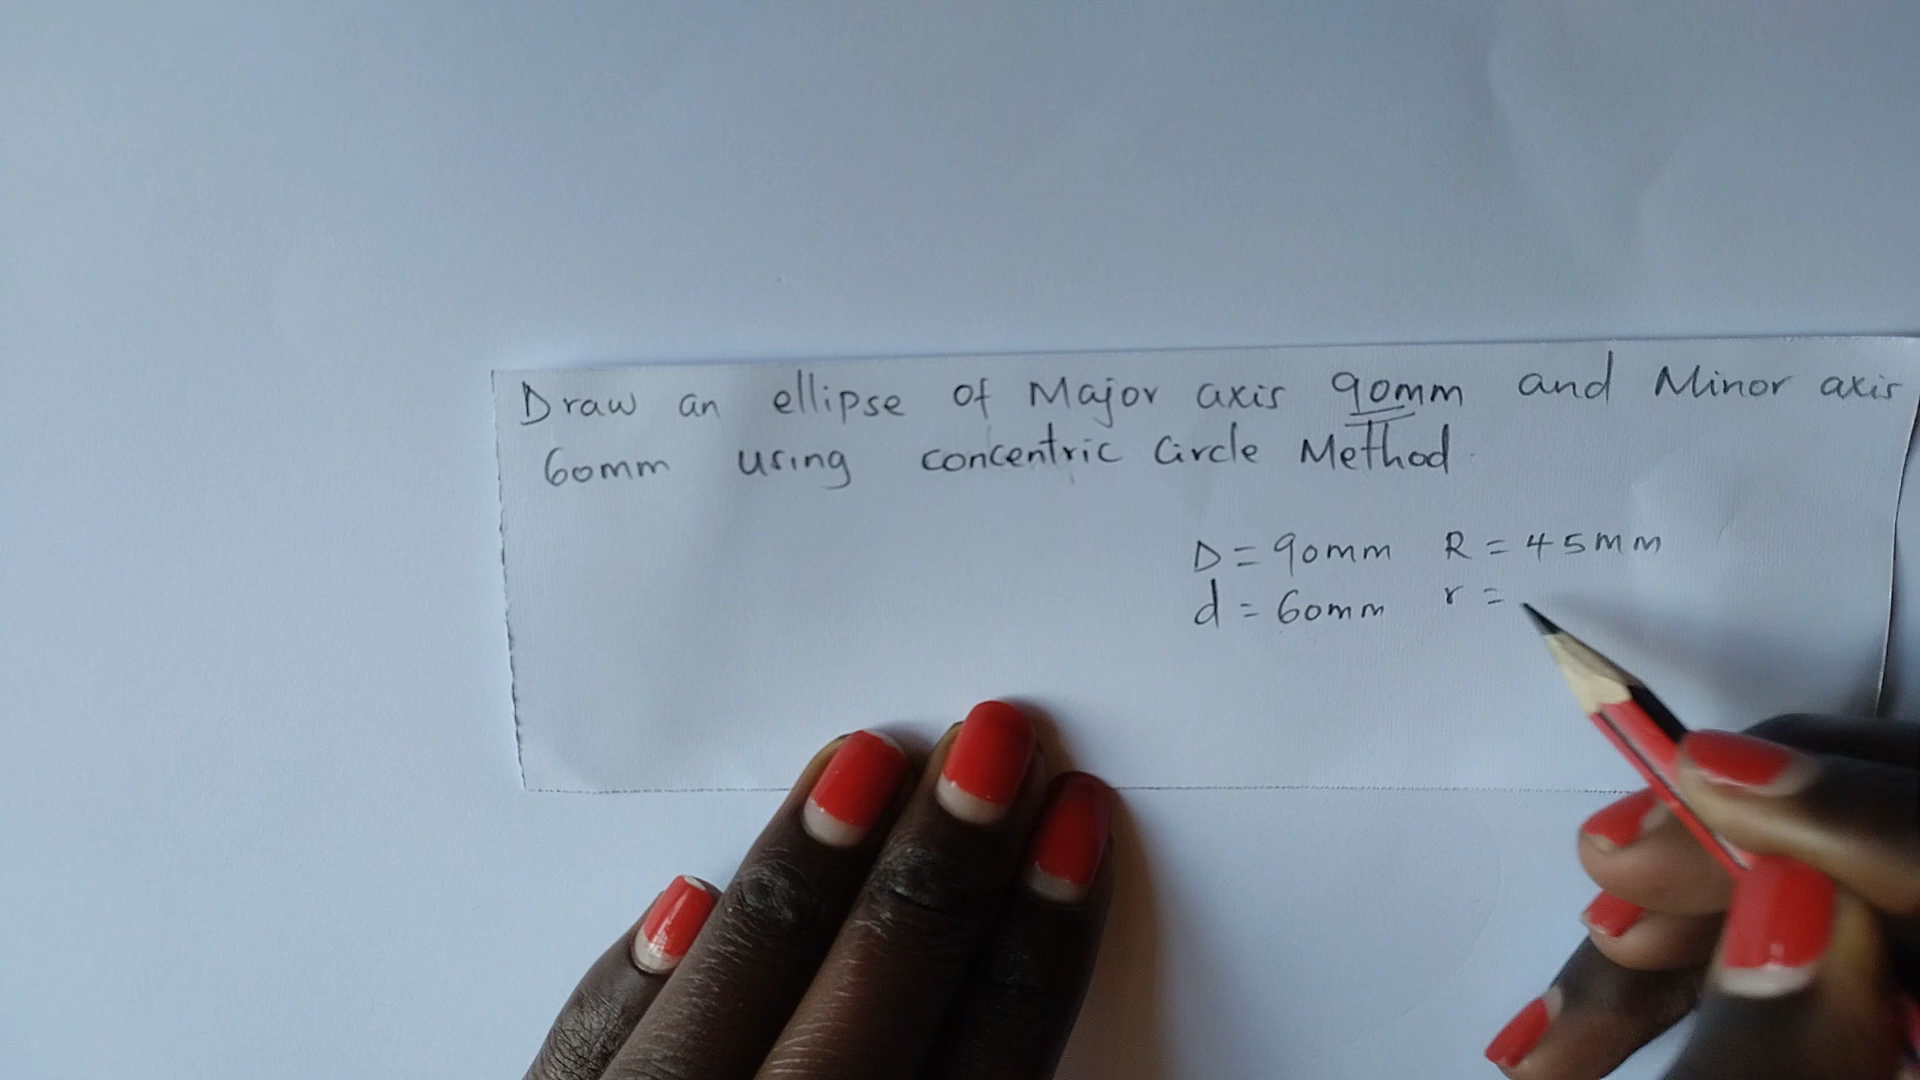 Draw an ellipse of Major axis 90mm and Minor axis
60mm using concentric Circle Method
D = 90mm R = 45mm
d = 60mm r =